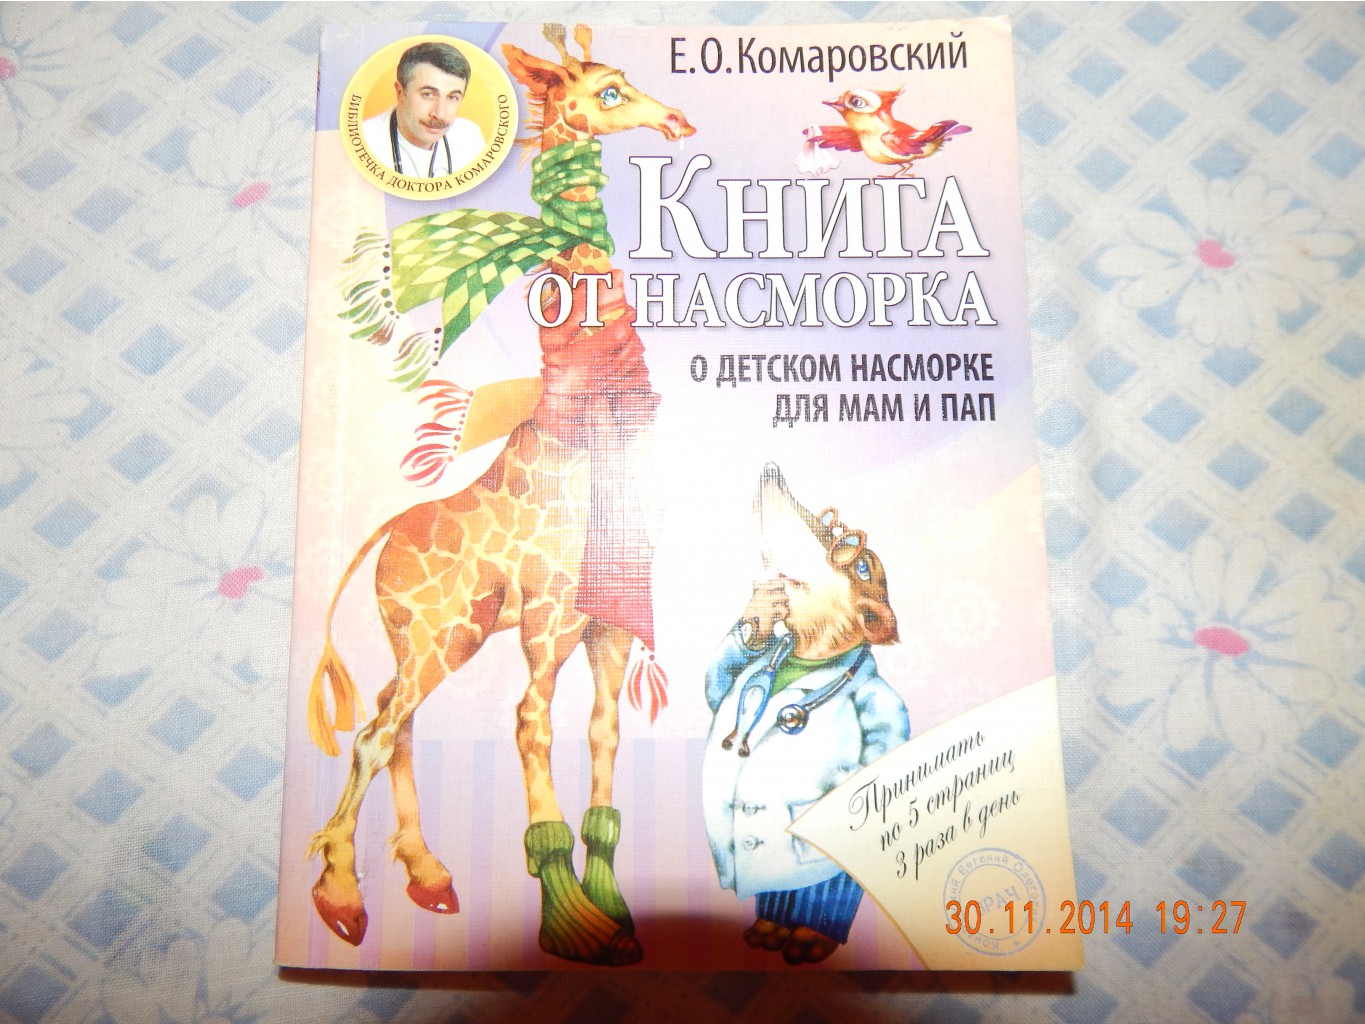 Е. О. Комаровский
БИБЛИОТЕЧКА ДОКТОРА КОМАРОВСКОГО
КНИГА
ОТ НАСМОРКА
О ДЕТСКОМ НАСМОРКЕ
ДЛЯ МАМ И ПАП
Принимать
по 5 страниц
3 раза в день
Евгений
ВРАЧ
30.11.2014 19:27